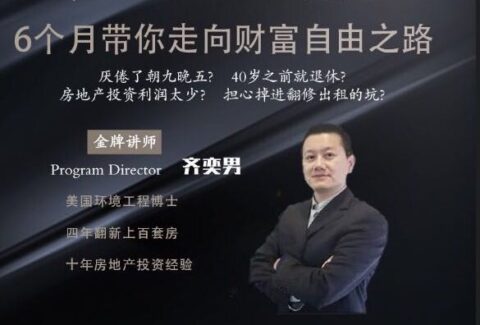 6个月带你走向财富自由之路
厌倦了朝九晚五? 40岁之前就退休?
房地产投资利润太少? 担心掉进翻修出租的坑?
金牌讲师
Program Director 齐奕男
美国环境工程博士
四年翻新上百套房
十年房地产投资经验